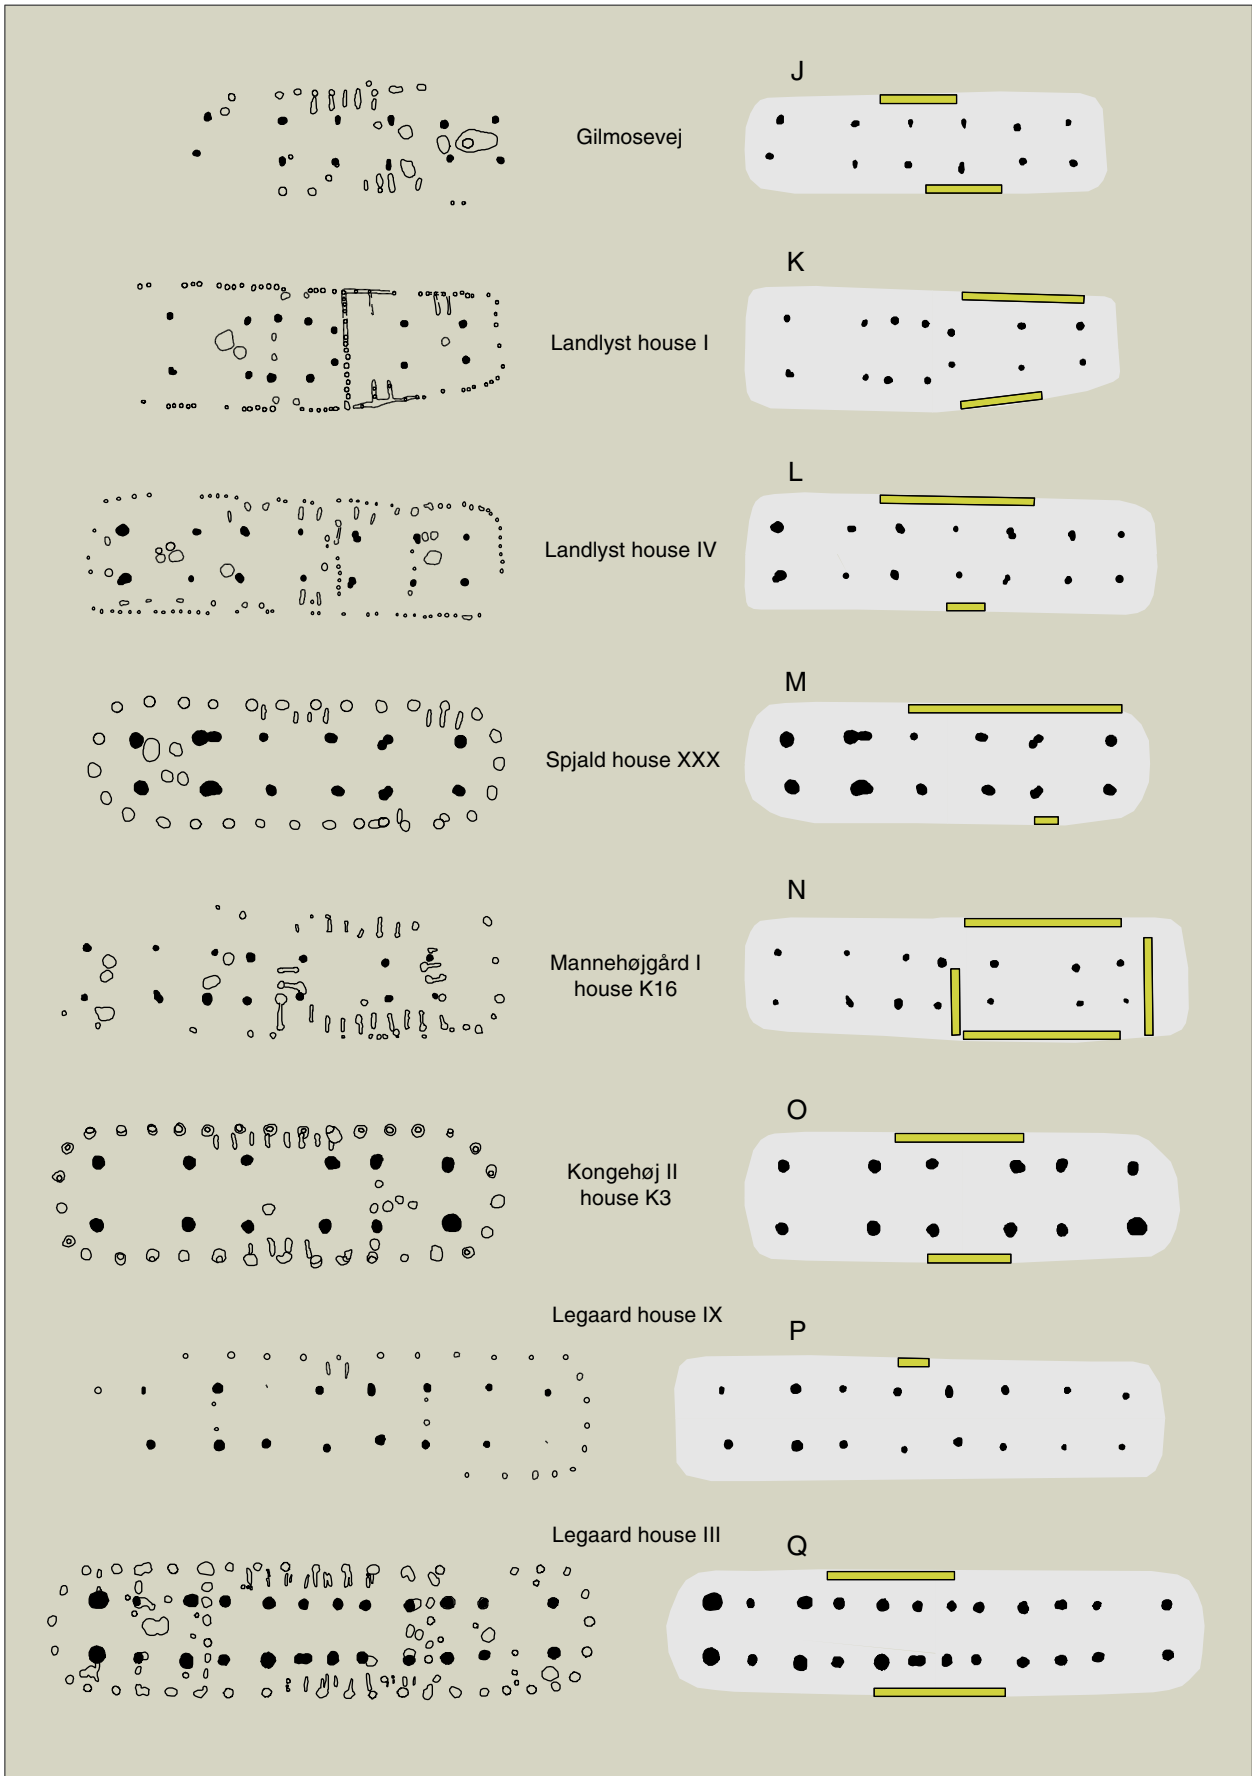 J
Gilmosevej
K
Landlyst house I
L
Landlyst house IV
M
Spjald house XXX
N
Mannehøjgård I
house K16
O
Kongehøj II
house K3
Legaard house IX
P
Legaard house III
Q